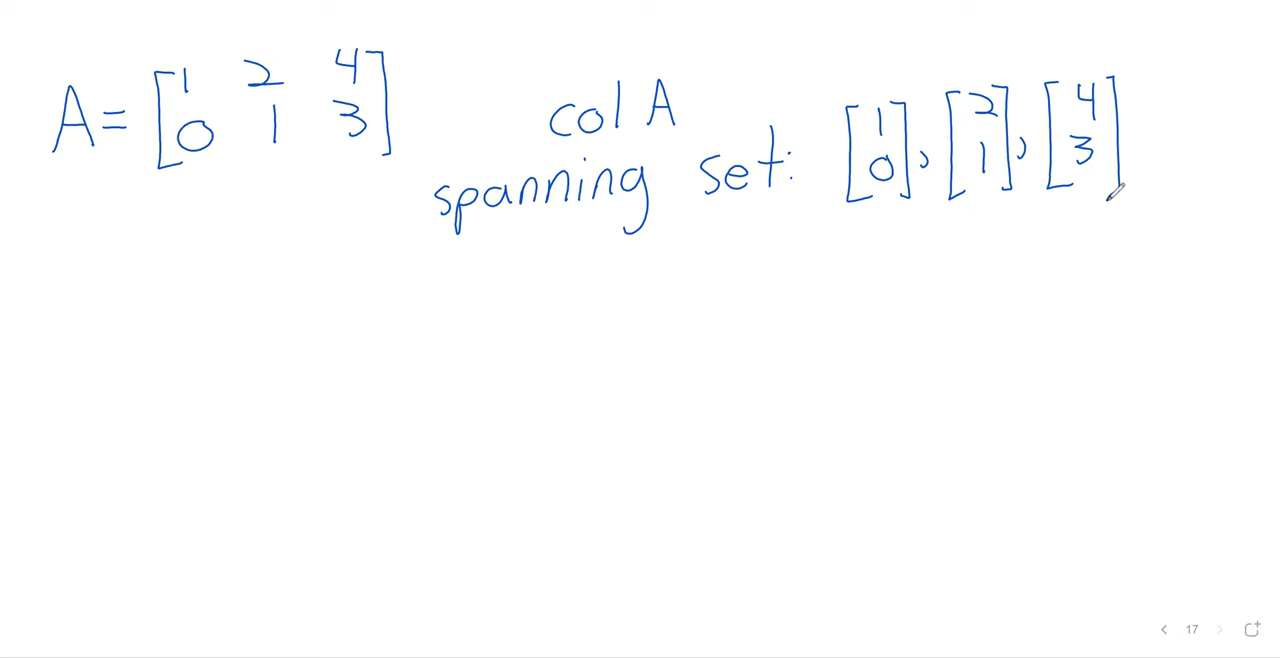 A = [1 2 4
0 1 3]
col A
spanning set: [1 0], [2 1], [4 3]
17